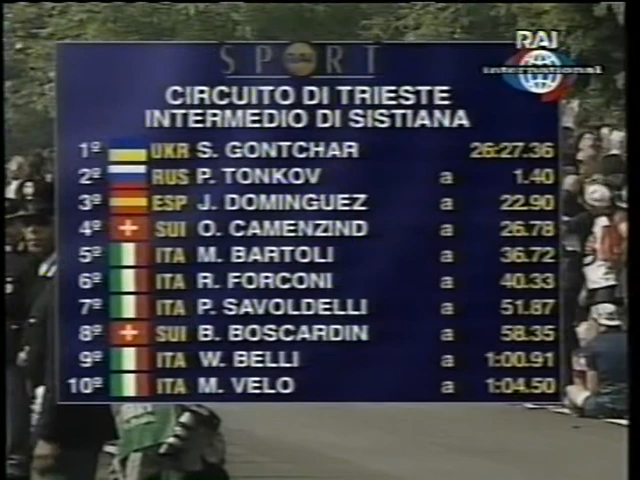 RAI
international
SPORT
CIRCUITO DI TRIESTE
INTERMEDIO DI SISTIANA
1º UKR S. GONTCHAR 26:27.36
2º RUS P. TONKOV a 1.40
3º ESP J. DOMINGUEZ a 22.90
4º SUI O. CAMENZIND a 26.78
5º ITA M. BARTOLI a 36.72
6º ITA R. FORCONI a 40.33
7º ITA P. SAVOLDELLI a 51.87
8º SUI B. BOSCARDIN a 58.35
9º ITA W. BELLI a 1:00.91
10º ITA M. VELO a 1:04.50